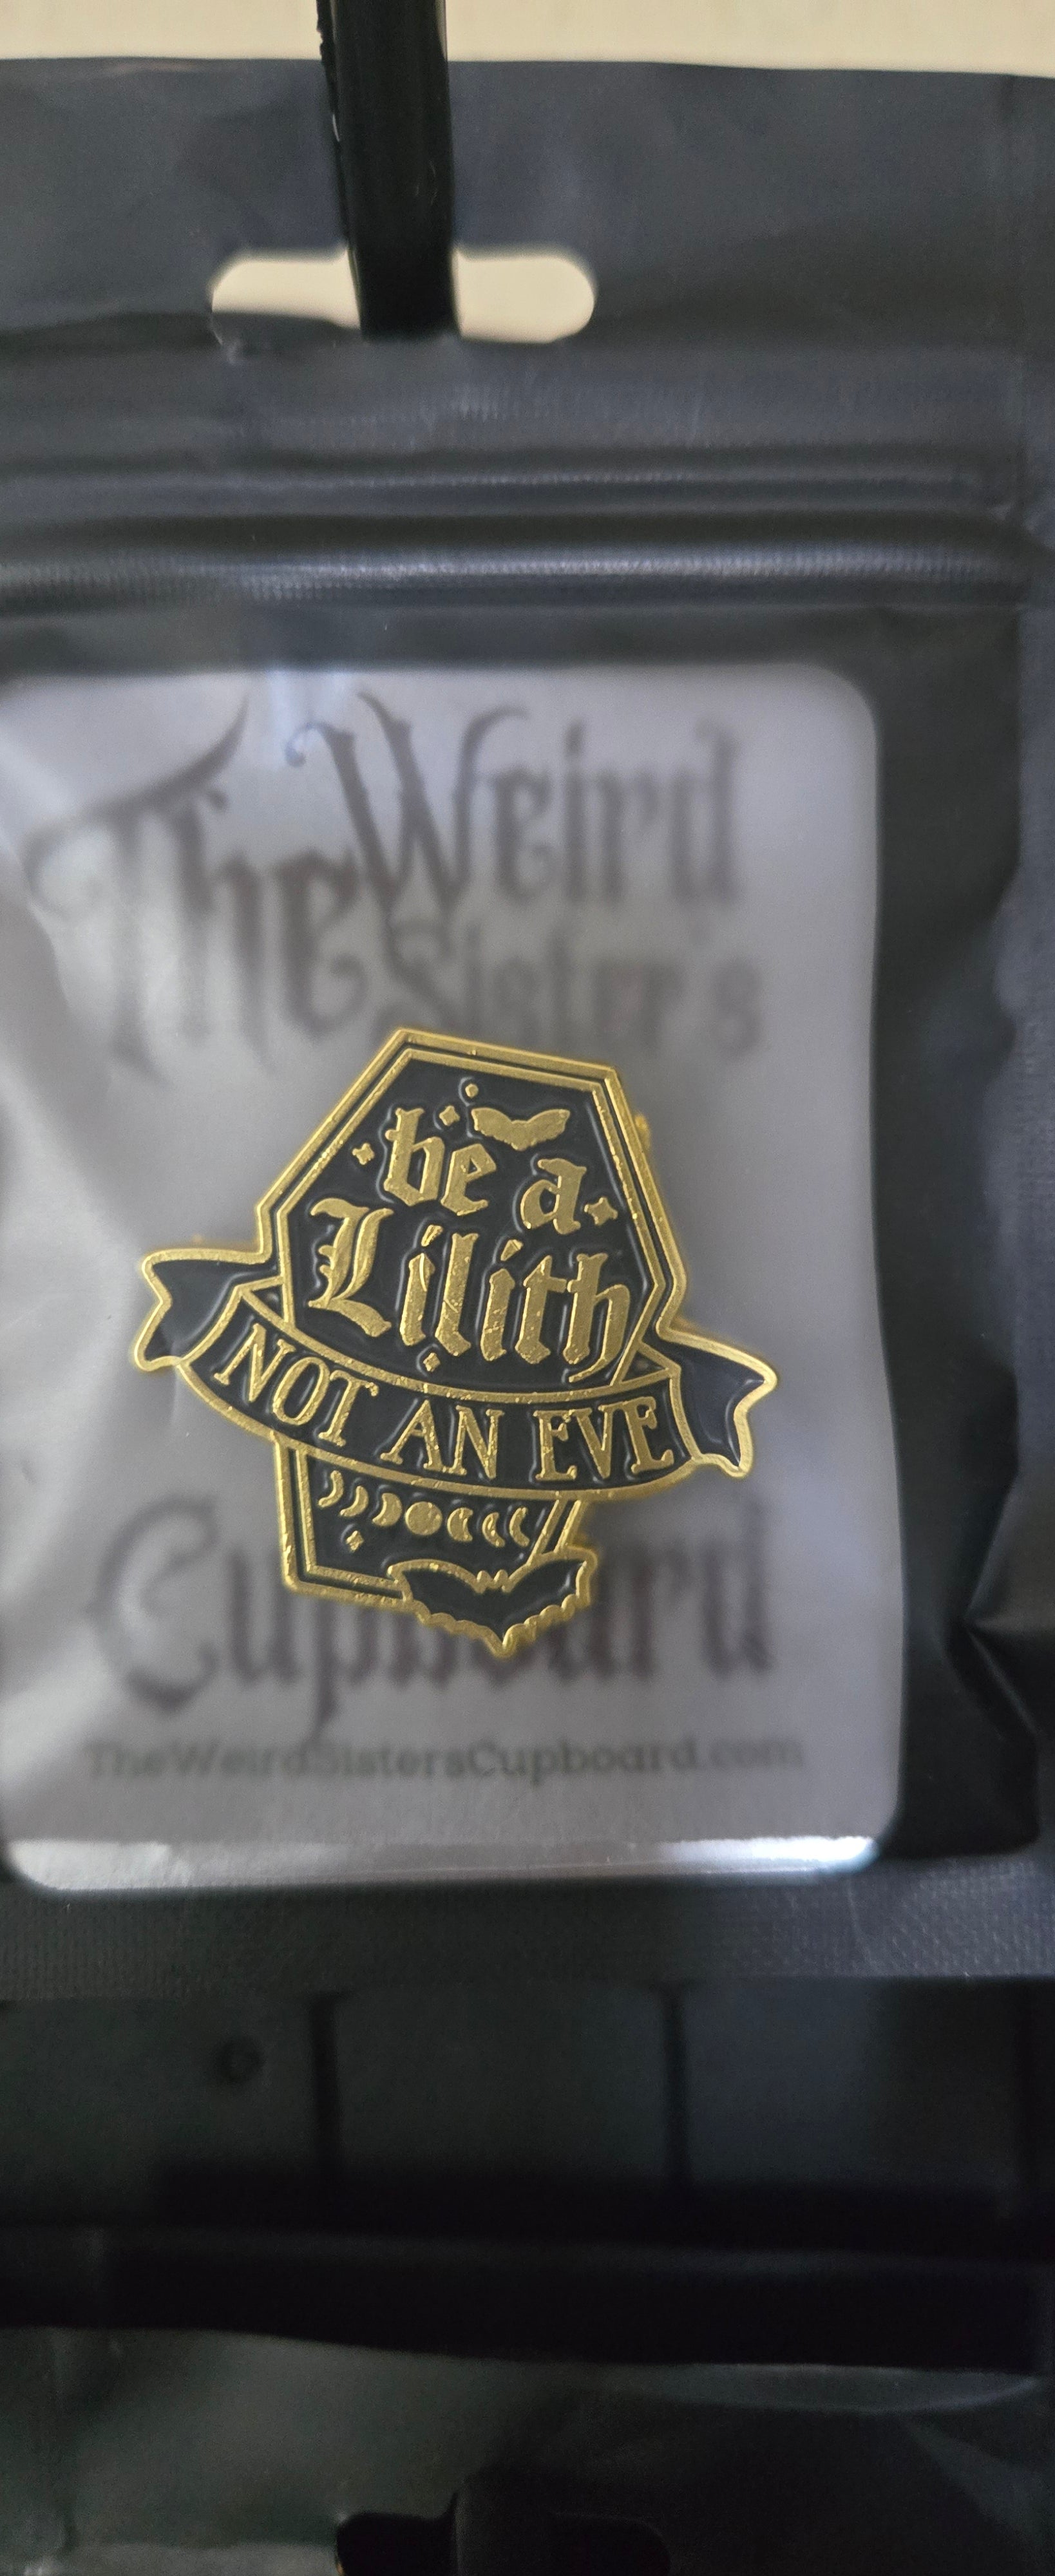 The Weird
Sister's
be a
Lilith
NOT AN EVE
Cupboard
TheWeirdSistersCupboard.com